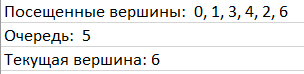 Посещенные вершины: 0, 1, 3, 4, 2, 6
Очередь: 5
Текущая вершина: 6